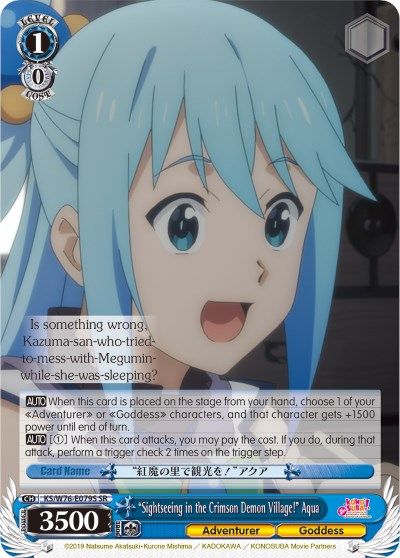 LEVEL
1
0
COST
Is something wrong,
Kazuma-san-who-tried-
to-mess-with-Megumin-
while-she-was-sleeping?
AUTO When this card is placed on the stage from your hand, choose 1 of your
«Adventurer» or «Goddess» characters, and that character gets +1500
power until end of turn.
AUTO [①] When this card attacks, you may pay the cost. If you do, during that
attack, perform a trigger check 2 times on the trigger step.
Card Name “紅魔の里で観光を！” アクア
CH KS/W76-E079S SR
3500
“Sightseeing in the Crimson Demon Village!” Aqua
Adventurer Goddess
©2019 Natsume Akatsuki・Kurone Mishima / KADOKAWA / KONOSUBA Movie Partners